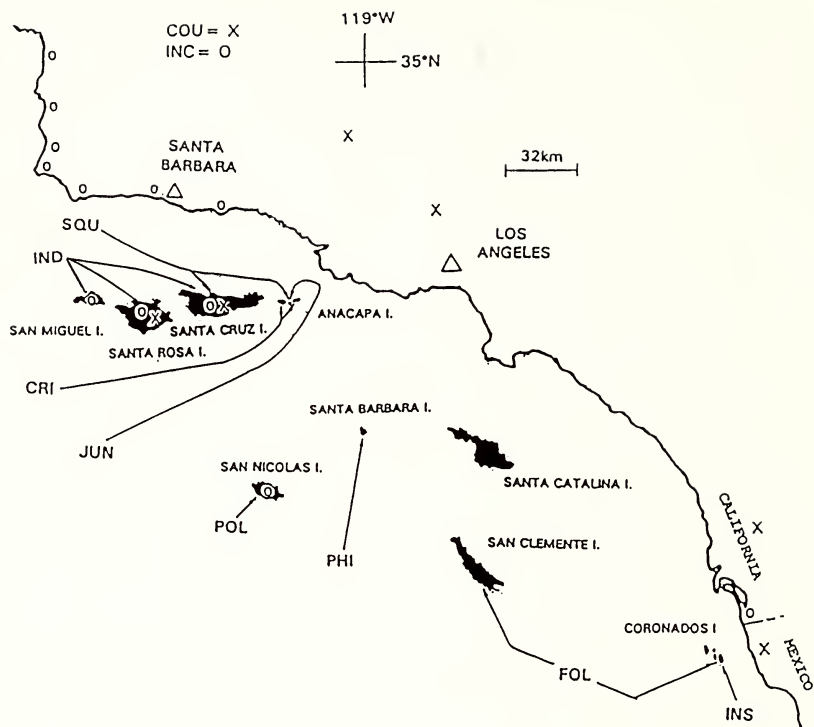 119°W
COU = X
INC = O
35°N
X
O
O
O
O
O
O
O
SANTA
BARBARA
32km
X
LOS
ANGELES
SQU
IND
O
O X
O X
SAN MIGUEL I.
SANTA ROSA I.
SANTA CRUZ I.
ANACAPA I.
CRI
JUN
SANTA BARBARA I.
SAN NICOLAS I.
O
POL
PHI
SANTA CATALINA I.
SAN CLEMENTE I.
CALIFORNIA
X
O
MEXICO
X
CORONADOS I
FOL
INS